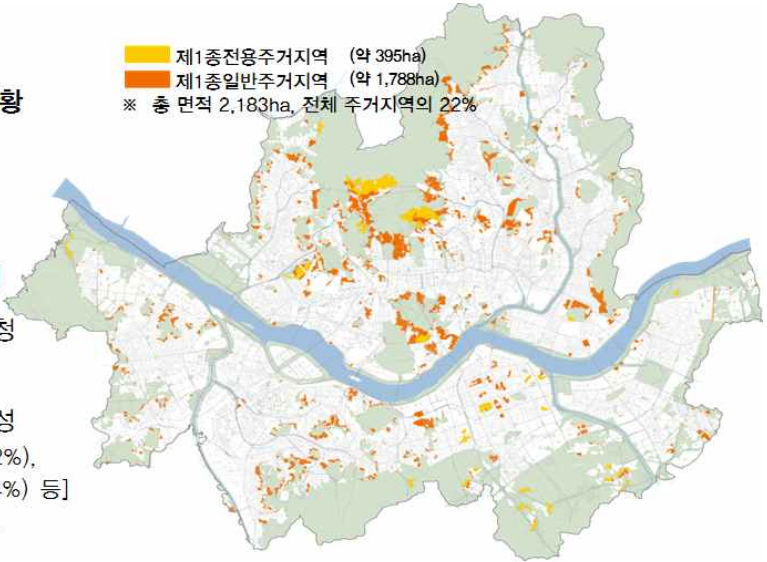 제1종전용주거지역 (약 395ha)
제1종일반주거지역 (약 1,788ha)
황
※ 총 면적 2,183ha, 전체 주거지역의 22%
청
성
2%),
4%) 등]